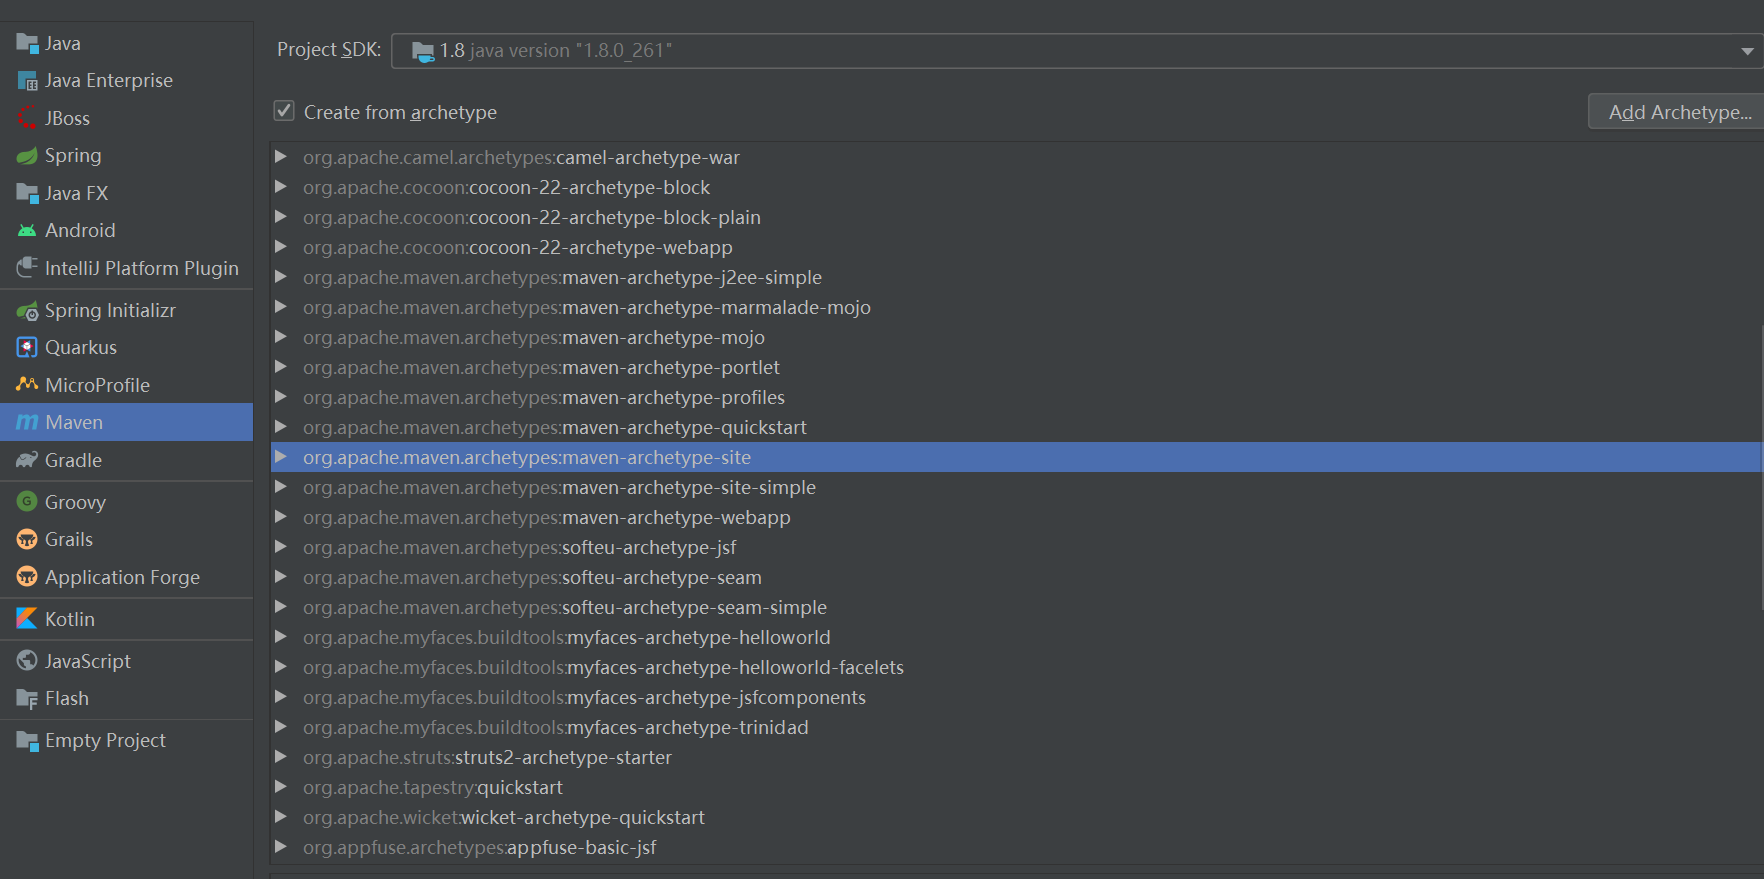 Java
Java Enterprise
JBoss
Spring
Java FX
Android
IntelliJ Platform Plugin
Spring Initializr
Quarkus
MicroProfile
Maven
Gradle
Groovy
Grails
Application Forge
Kotlin
JavaScript
Flash
Empty Project
Project SDK: 1.8 java version "1.8.0_261"
Create from archetype
Add Archetype...
org.apache.camel.archetypes:camel-archetype-war
org.apache.cocoon:cocoon-22-archetype-block
org.apache.cocoon:cocoon-22-archetype-block-plain
org.apache.cocoon:cocoon-22-archetype-webapp
org.apache.maven.archetypes:maven-archetype-j2ee-simple
org.apache.maven.archetypes:maven-archetype-marmalade-mojo
org.apache.maven.archetypes:maven-archetype-mojo
org.apache.maven.archetypes:maven-archetype-portlet
org.apache.maven.archetypes:maven-archetype-profiles
org.apache.maven.archetypes:maven-archetype-quickstart
org.apache.maven.archetypes:maven-archetype-site
org.apache.maven.archetypes:maven-archetype-site-simple
org.apache.maven.archetypes:maven-archetype-webapp
org.apache.maven.archetypes:softeu-archetype-jsf
org.apache.maven.archetypes:softeu-archetype-seam
org.apache.maven.archetypes:softeu-archetype-seam-simple
org.apache.myfaces.buildtools:myfaces-archetype-helloworld
org.apache.myfaces.buildtools:myfaces-archetype-helloworld-facelets
org.apache.myfaces.buildtools:myfaces-archetype-jsfcomponents
org.apache.myfaces.buildtools:myfaces-archetype-trinidad
org.apache.struts:struts2-archetype-starter
org.apache.tapestry:quickstart
org.apache.wicket:wicket-archetype-quickstart
org.appfuse.archetypes:appfuse-basic-jsf